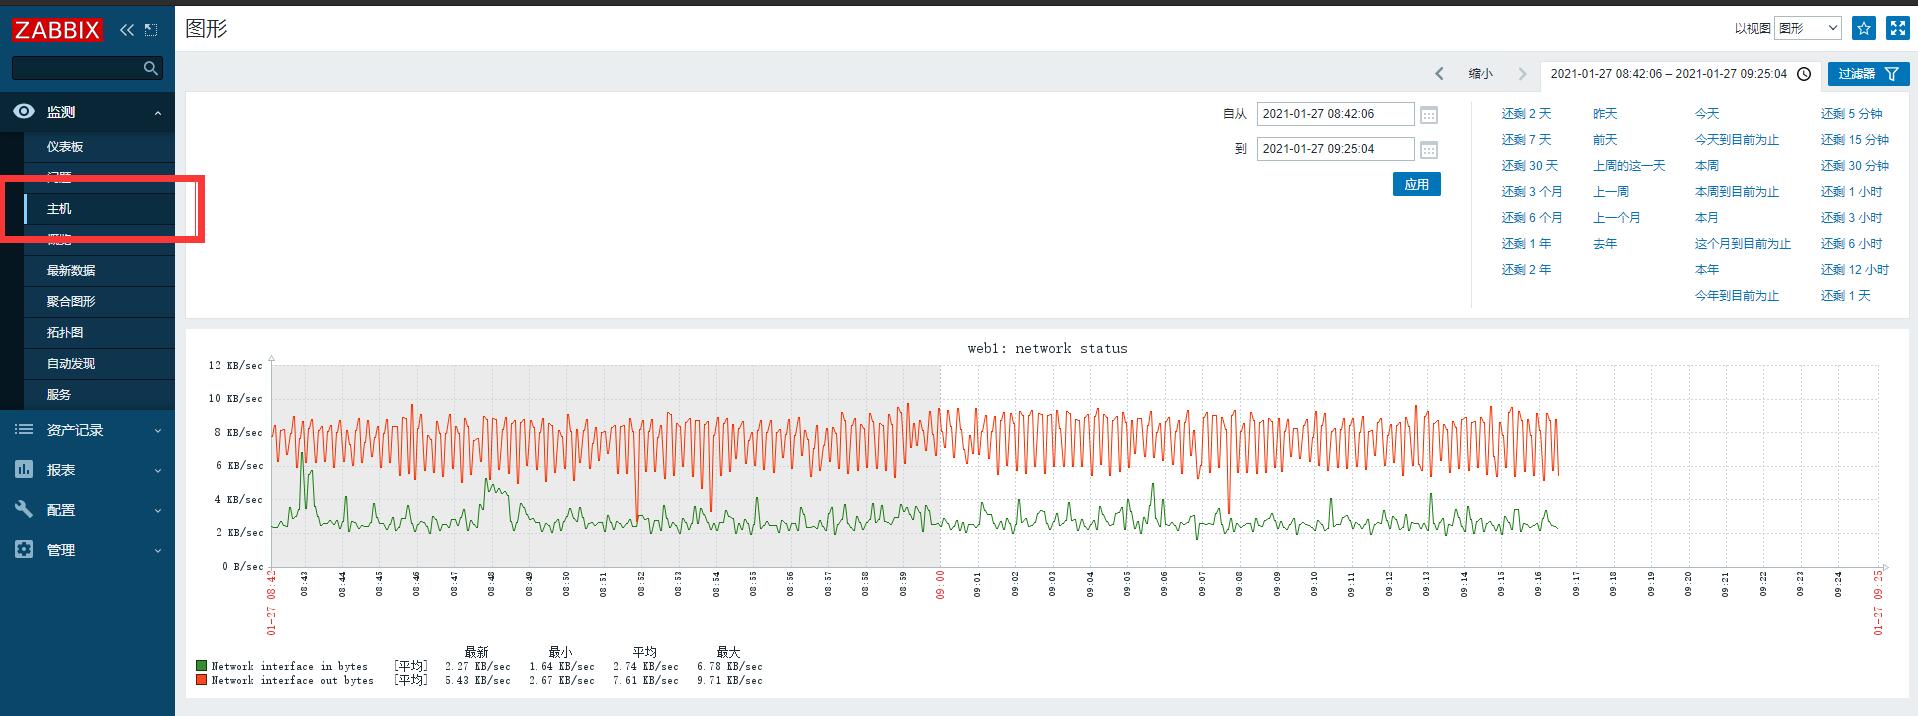 ZABBIX
图形
以视图 图形
缩小 2021-01-27 08:42:06 – 2021-01-27 09:25:04 过滤器
监测
仪表板
问题
主机
概览
最新数据
聚合图形
拓扑图
自动发现
服务
资产记录
报表
配置
管理
自从 2021-01-27 08:42:06
到 2021-01-27 09:25:04
应用
还剩 2 天 昨天 今天 还剩 5 分钟
还剩 7 天 前天 今天到目前为止 还剩 15 分钟
还剩 30 天 上周的这一天 本周 还剩 30 分钟
还剩 3 个月 上一周 本周到目前为止 还剩 1 小时
还剩 6 个月 上一个月 本月 还剩 3 小时
还剩 1 年 去年 这个月到目前为止 还剩 6 小时
还剩 2 年 本年 还剩 12 小时
今年到目前为止 还剩 1 天
web1: network status
12 KB/sec
10 KB/sec
8 KB/sec
6 KB/sec
4 KB/sec
2 KB/sec
0 B/sec
01-27 08:42 08:43 08:44 08:45 08:46 08:47 08:48 08:49 08:50 08:51 08:52 08:53 08:54 08:55 08:56 08:57 08:58 08:59 09:00 09:01 09:02 09:03 09:04 09:05 09:06 09:07 09:08 09:09 09:10 09:11 09:12 09:13 09:14 09:15 09:16 09:17 09:18 09:19 09:20 09:21 09:22 09:23 09:24 01-27 09:25
最新 最小 平均 最大
Network interface in bytes [平均] 2.27 KB/sec 1.64 KB/sec 2.74 KB/sec 6.78 KB/sec
Network interface out bytes [平均] 5.43 KB/sec 2.67 KB/sec 7.61 KB/sec 9.71 KB/sec